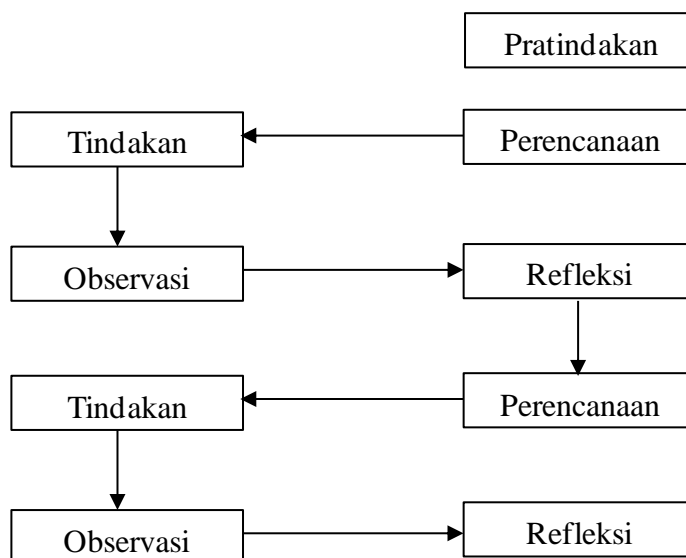 Pratindakan
Tindakan
Perencanaan
Observasi
Refleksi
Tindakan
Perencanaan
Observasi
Refleksi